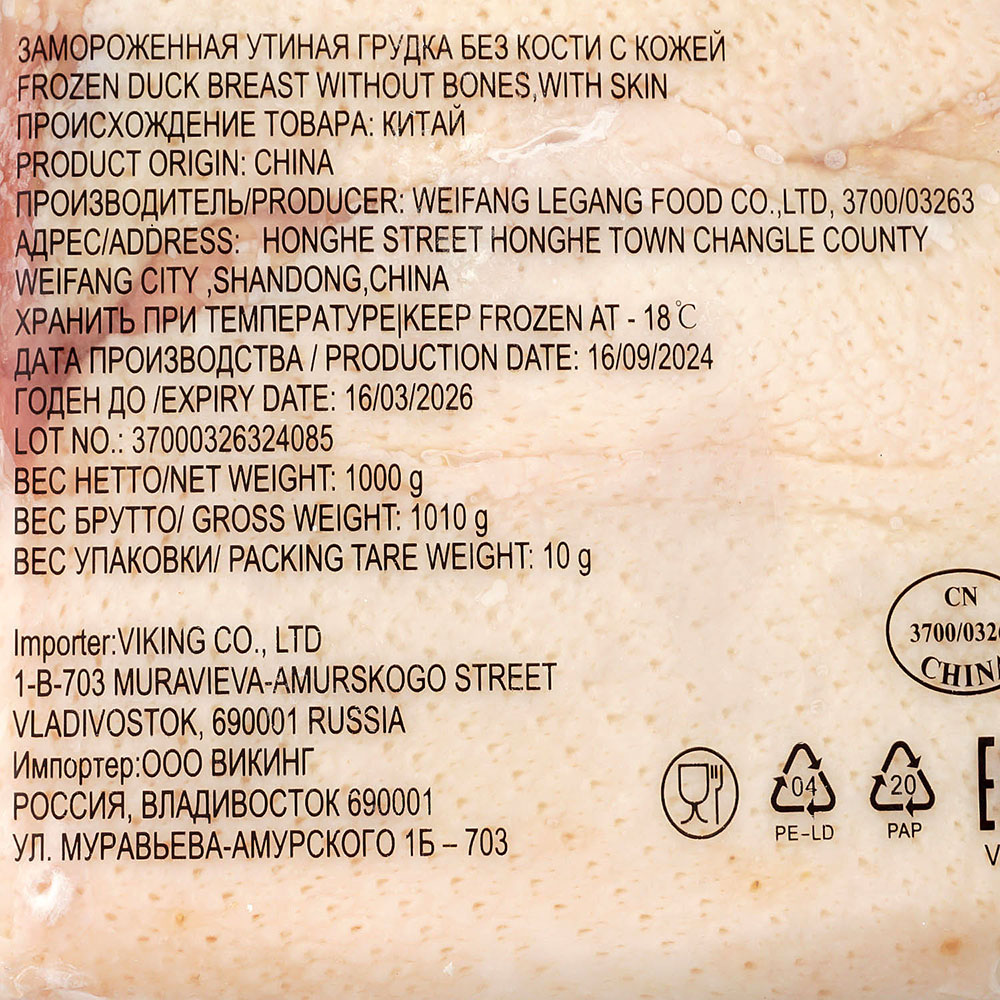 ЗАМОРОЖЕННАЯ УТИНАЯ ГРУДКА БЕЗ КОСТИ С КОЖЕЙ
FROZEN DUCK BREAST WITHOUT BONES,WITH SKIN
ПРОИСХОЖДЕНИЕ ТОВАРА: КИТАЙ
PRODUCT ORIGIN: CHINA
ПРОИЗВОДИТЕЛЬ/PRODUCER: WEIFANG LEGANG FOOD CO.,LTD, 3700/03263
АДРЕС/ADDRESS: HONGHE STREET HONGHE TOWN CHANGLE COUNTY
WEIFANG CITY ,SHANDONG,CHINA
ХРАНИТЬ ПРИ ТЕМПЕРАТУРЕ|KEEP FROZEN AT - 18℃
ДАТА ПРОИЗВОДСТВА / PRODUCTION DATE: 16/09/2024
ГОДЕН ДО /EXPIRY DATE: 16/03/2026
LOT NO.: 37000326324085
ВЕС НЕТТО/NET WEIGHT: 1000 g
ВЕС БРУТТО/ GROSS WEIGHT: 1010 g
ВЕС УПАКОВКИ/ PACKING TARE WEIGHT: 10 g
CN
3700/032
CHIN
Importer:VIKING CO., LTD
1-B-703 MURAVIEVA-AMURSKOGO STREET
VLADIVOSTOK, 690001 RUSSIA
Импортер:ООО ВИКИНГ
РОССИЯ, ВЛАДИВОСТОК 690001
УЛ. МУРАВЬЕВА-АМУРСКОГО 1Б – 703
04
PE-LD
20
PAP